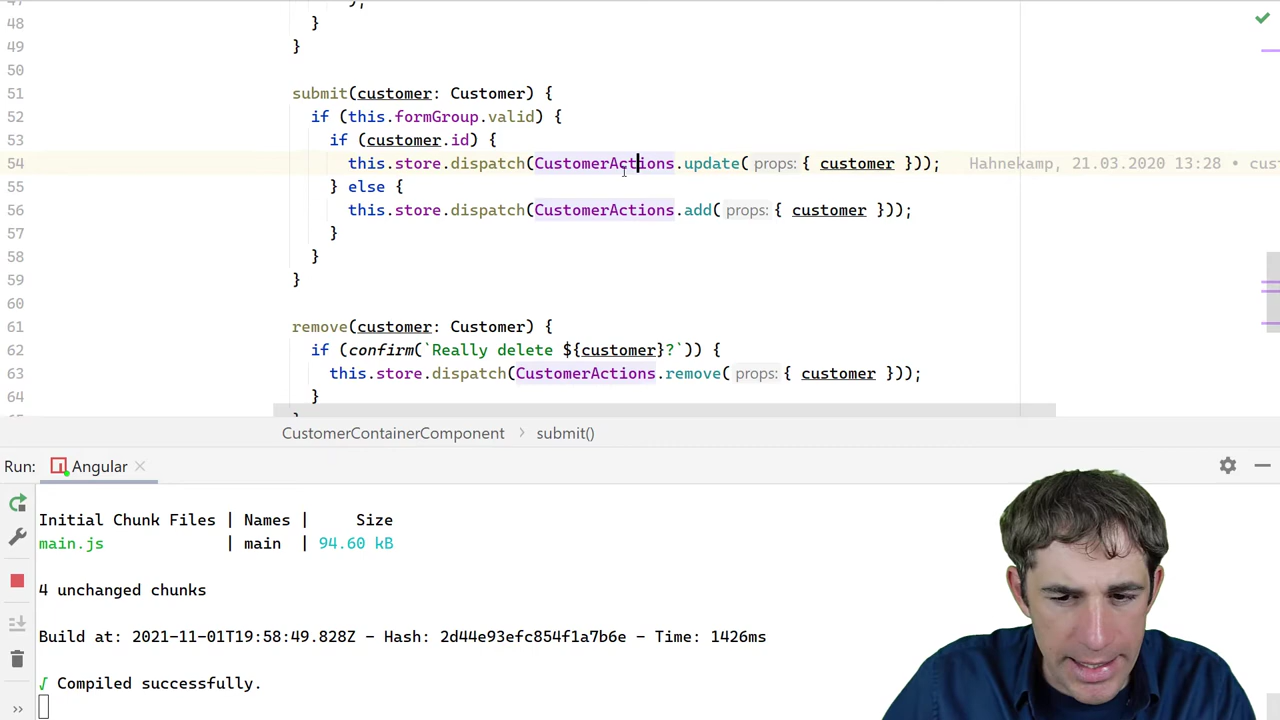 48 }
49 }
50
51 submit(customer: Customer) {
52 if (this.formGroup.valid) {
53 if (customer.id) {
54 this.store.dispatch(CustomerActions.update( props: { customer })); Hahnekamp, 21.03.2020 13:28 • cus
55 } else {
56 this.store.dispatch(CustomerActions.add( props: { customer }));
57 }
58 }
59 }
60
61 remove(customer: Customer) {
62 if (confirm(`Really delete ${customer}?`)) {
63 this.store.dispatch(CustomerActions.remove( props: { customer }));
64 }
CustomerContainerComponent > submit()
Run: Angular
Initial Chunk Files | Names | Size
main.js | main | 94.60 kB
4 unchanged chunks
Build at: 2021-11-01T19:58:49.828Z - Hash: 2d44e93efc854f1a7b6e - Time: 1426ms
√ Compiled successfully.
>>